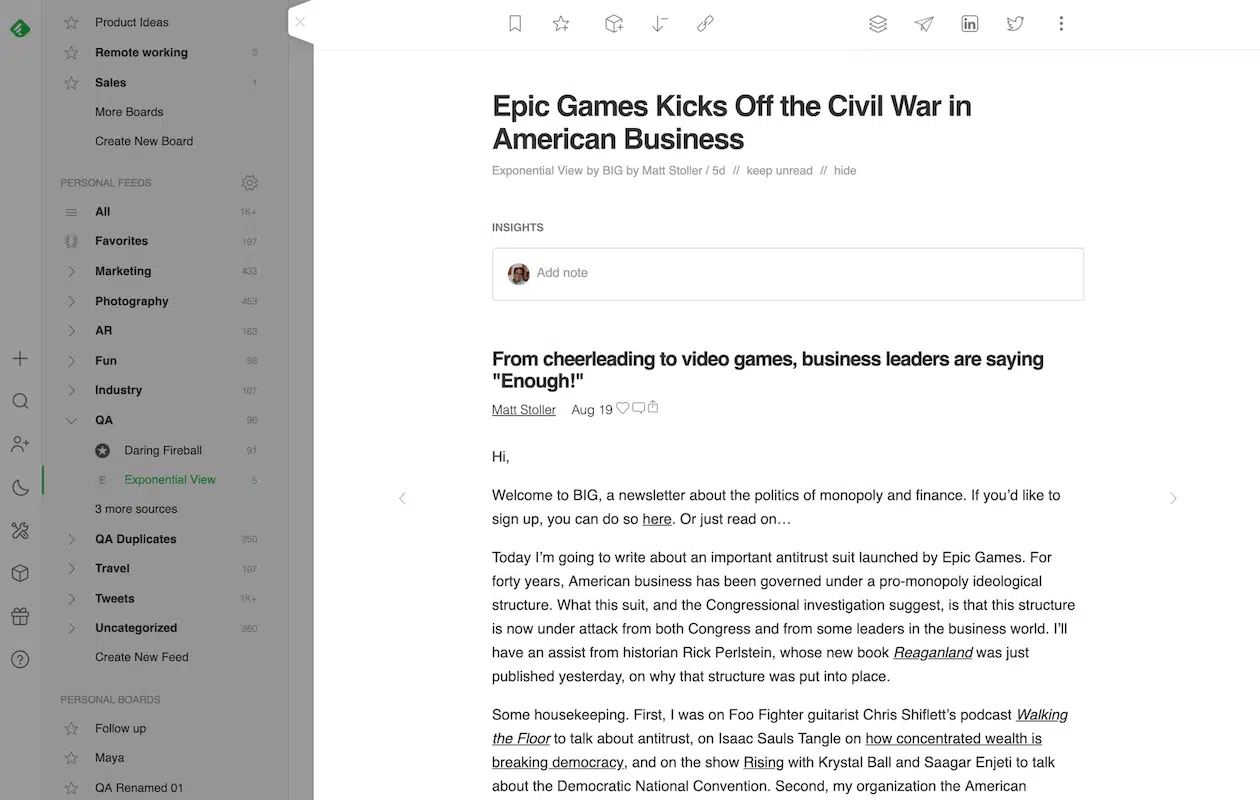 Product Ideas
Remote working 2
Sales 1
More Boards
Create New Board
PERSONAL FEEDS
All 1K+
Favorites 197
Marketing 433
Photography 453
AR 163
Fun 98
Industry 107
QA 96
Daring Fireball 91
E Exponential View 5
3 more sources
QA Duplicates 250
Travel 197
Tweets 1K+
Uncategorized 260
Create New Feed
PERSONAL BOARDS
Follow up
Maya
QA Renamed 01
in
Epic Games Kicks Off the Civil War in
American Business
Exponential View by BIG by Matt Stoller / 5d // keep unread // hide
INSIGHTS
Add note
From cheerleading to video games, business leaders are saying
"Enough!"
Matt Stoller Aug 19
Hi,
Welcome to BIG, a newsletter about the politics of monopoly and finance. If you’d like to
sign up, you can do so here. Or just read on…
Today I’m going to write about an important antitrust suit launched by Epic Games. For
forty years, American business has been governed under a pro-monopoly ideological
structure. What this suit, and the Congressional investigation suggest, is that this structure
is now under attack from both Congress and from some leaders in the business world. I’ll
have an assist from historian Rick Perlstein, whose new book Reaganland was just
published yesterday, on why that structure was put into place.
Some housekeeping. First, I was on Foo Fighter guitarist Chris Shiflett’s podcast Walking
the Floor to talk about antitrust, on Isaac Sauls Tangle on how concentrated wealth is
breaking democracy, and on the show Rising with Krystal Ball and Saagar Enjeti to talk
about the Democratic National Convention. Second, my organization the American